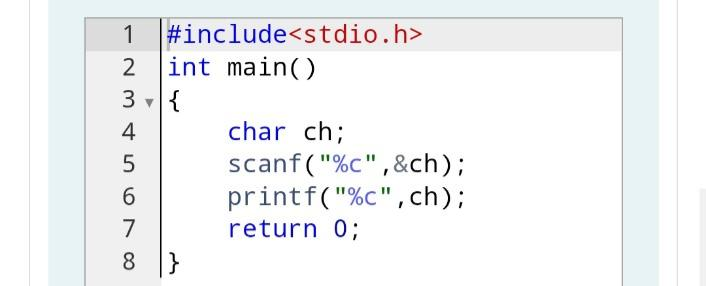 1 #include<stdio.h>
2 int main()
3 {
4     char ch;
5     scanf("%c",&ch);
6     printf("%c",ch);
7     return 0;
8 }